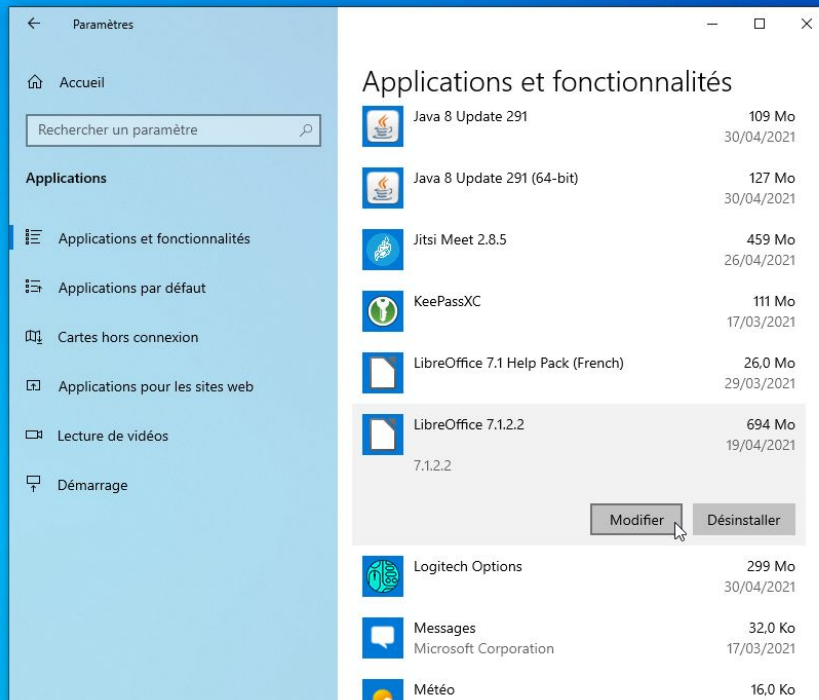 Paramètres
Accueil
Rechercher un paramètre
Applications
Applications et fonctionnalités
Applications par défaut
Cartes hors connexion
Applications pour les sites web
Lecture de vidéos
Démarrage
Applications et fonctionnalités
Java 8 Update 291 109 Mo
30/04/2021
Java 8 Update 291 (64-bit) 127 Mo
30/04/2021
Jitsi Meet 2.8.5 459 Mo
26/04/2021
KeePassXC 111 Mo
17/03/2021
LibreOffice 7.1 Help Pack (French) 26,0 Mo
29/03/2021
LibreOffice 7.1.2.2 694 Mo
19/04/2021
7.1.2.2
Modifier Désinstaller
Logitech Options 299 Mo
30/04/2021
Messages 32,0 Ko
Microsoft Corporation 17/03/2021
Météo 16,0 Ko